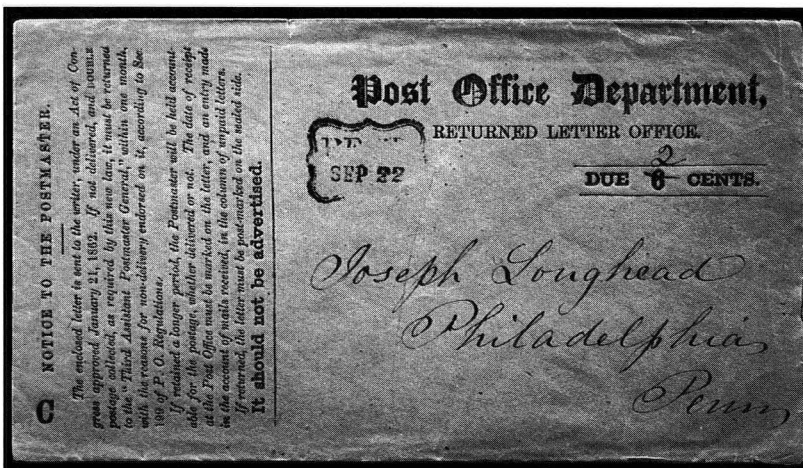 C
NOTICE TO THE POSTMASTER.
The enclosed letter is sent to the writer, under an Act of Con-
gress approved January 21, 1862. If not delivered, and DOUBLE
postage collected, as required by this new law, it must be returned
to the "Third Assistant Postmaster General," within one month,
with the reasons for non-delivery endorsed on it, according to Sec.
199 of P. O. Regulations.
If retained a longer period, the Postmaster will be held account-
able for the postage, whether delivered or not. The date of receipt
at the Post Office must be marked on the letter, and an entry made
in the account of mails received, in the column of unpaid letters.
If returned, the letter must be post-marked on the sealed side.
It should not be advertised.
Post Office Department,
RETURNED LETTER OFFICE.
SEP 22
2
DUE 6 CENTS.
Joseph Longhead
Philadelphia
Penn